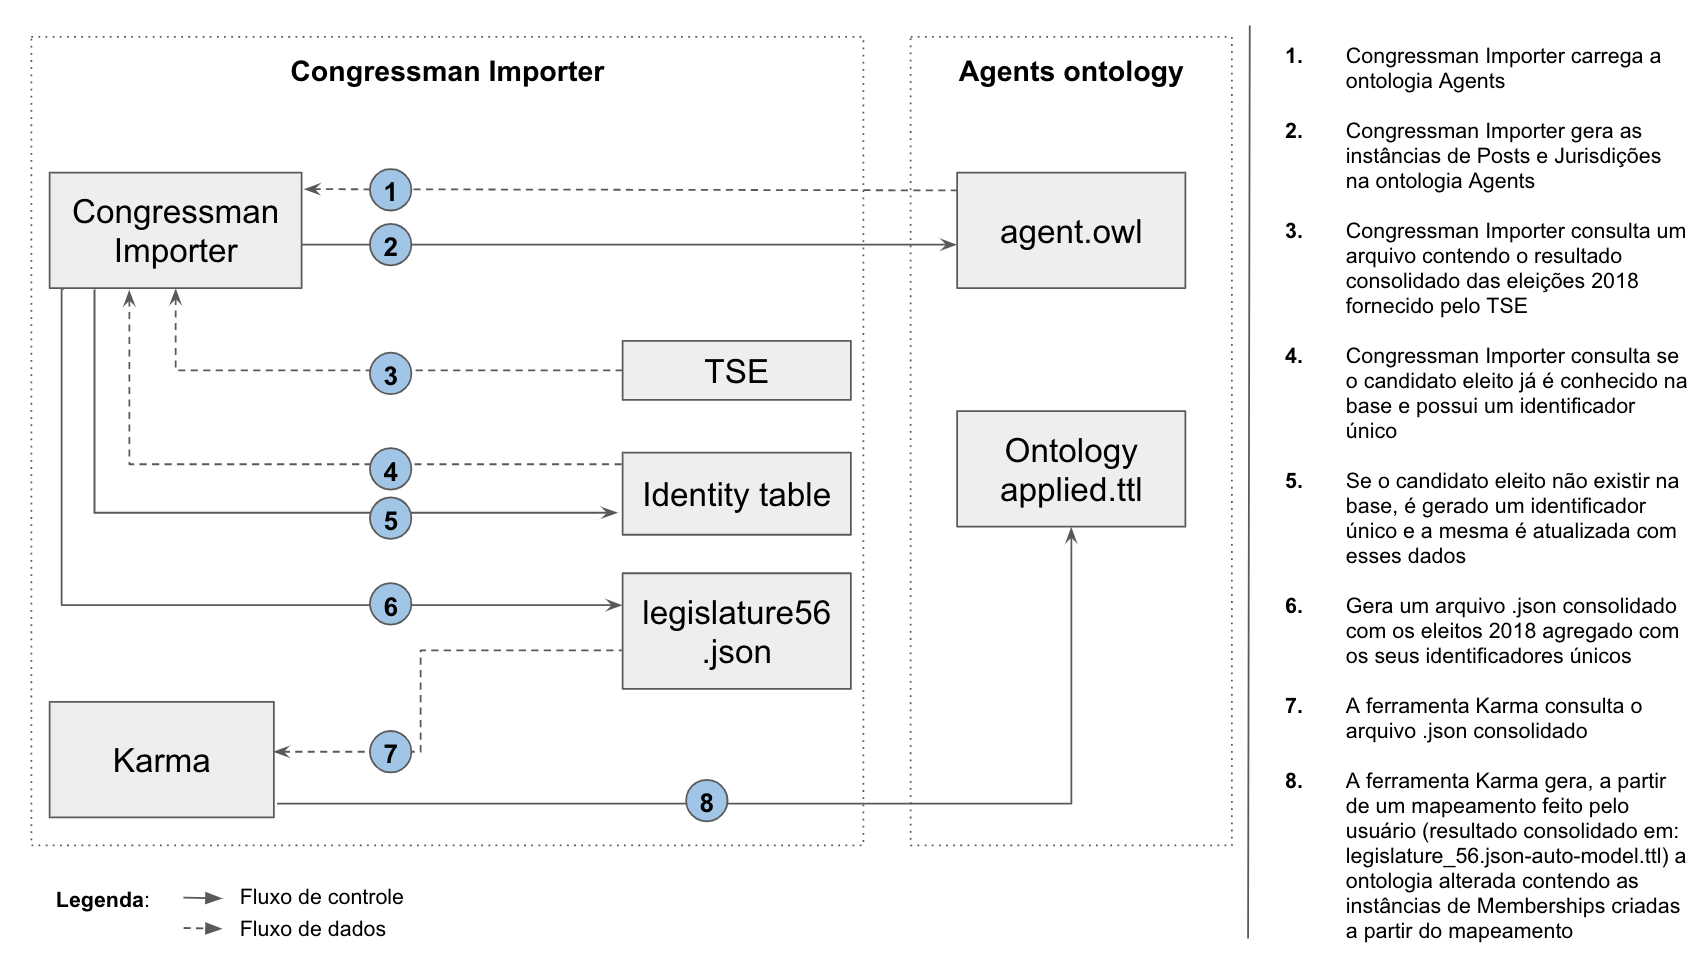 Congressman Importer
Agents ontology
Congressman
Importer
1
2
agent.owl
TSE
3
4
Identity table
5
Ontology
applied.ttl
legislature56
.json
6
Karma
7
8
Legenda:
Fluxo de controle
Fluxo de dados
1. Congressman Importer carrega a
ontologia Agents
2. Congressman Importer gera as
instâncias de Posts e Jurisdições
na ontologia Agents
3. Congressman Importer consulta um
arquivo contendo o resultado
consolidado das eleições 2018
fornecido pelo TSE
4. Congressman Importer consulta se
o candidato eleito já é conhecido na
base e possui um identificador
único
5. Se o candidato eleito não existir na
base, é gerado um identificador
único e a mesma é atualizada com
esses dados
6. Gera um arquivo .json consolidado
com os eleitos 2018 agregado com
os seus identificadores únicos
7. A ferramenta Karma consulta o
arquivo .json consolidado
8. A ferramenta Karma gera, a partir
de um mapeamento feito pelo
usuário (resultado consolidado em:
legislature_56.json-auto-model.ttl) a
ontologia alterada contendo as
instâncias de Memberships criadas
a partir do mapeamento